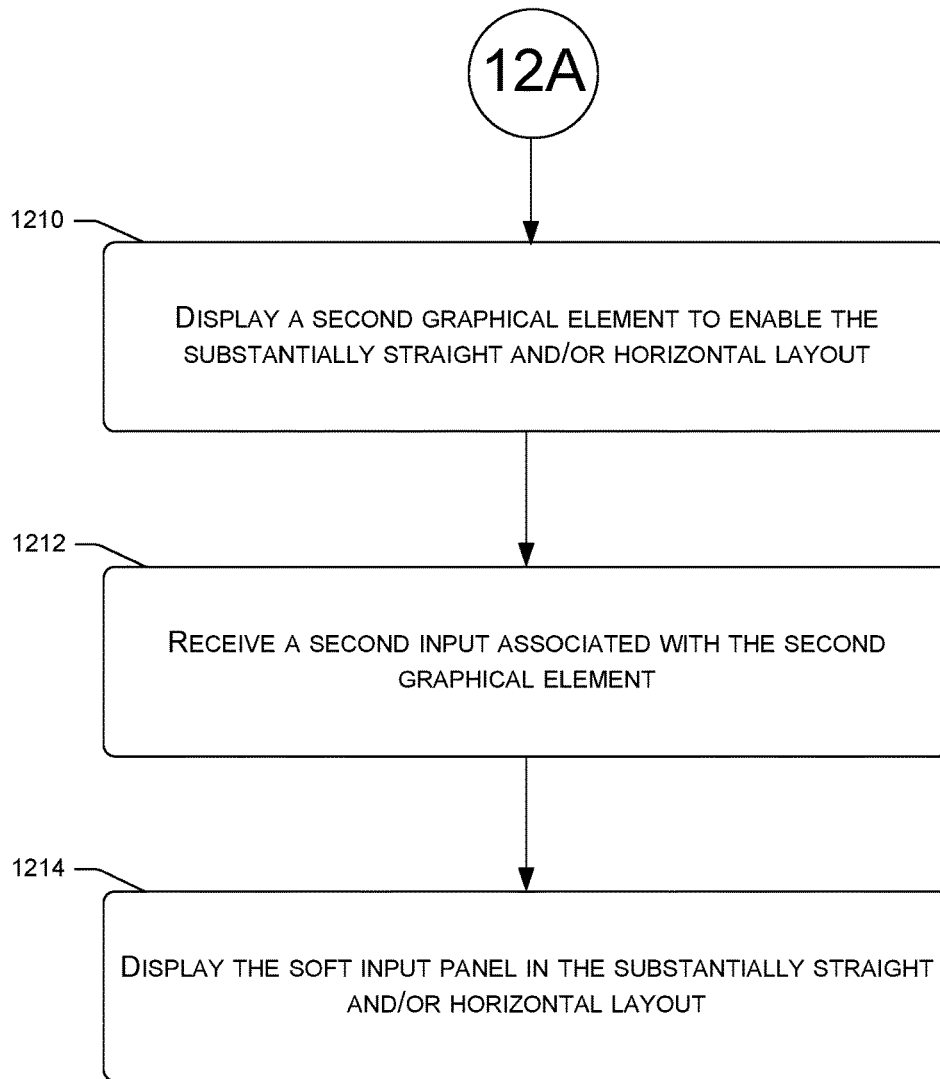 12A
1210
DISPLAY A SECOND GRAPHICAL ELEMENT TO ENABLE THE
SUBSTANTIALLY STRAIGHT AND/OR HORIZONTAL LAYOUT
1212
RECEIVE A SECOND INPUT ASSOCIATED WITH THE SECOND
GRAPHICAL ELEMENT
1214
DISPLAY THE SOFT INPUT PANEL IN THE SUBSTANTIALLY STRAIGHT
AND/OR HORIZONTAL LAYOUT